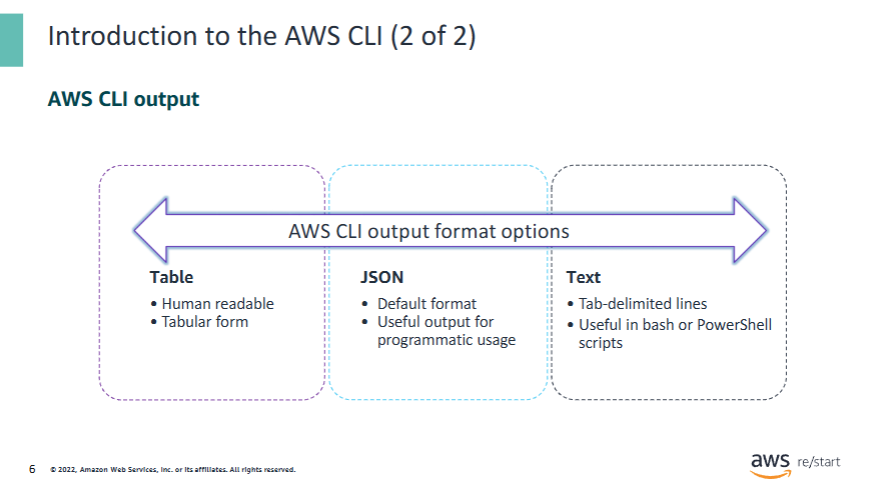 Introduction to the AWS CLI (2 of 2)
AWS CLI output
AWS CLI output format options
Table
• Human readable
• Tabular form
JSON
• Default format
• Useful output for
programmatic usage
Text
• Tab-delimited lines
• Useful in bash or PowerShell
scripts
6 © 2022, Amazon Web Services, Inc. or its affiliates. All rights reserved.
aws re/start